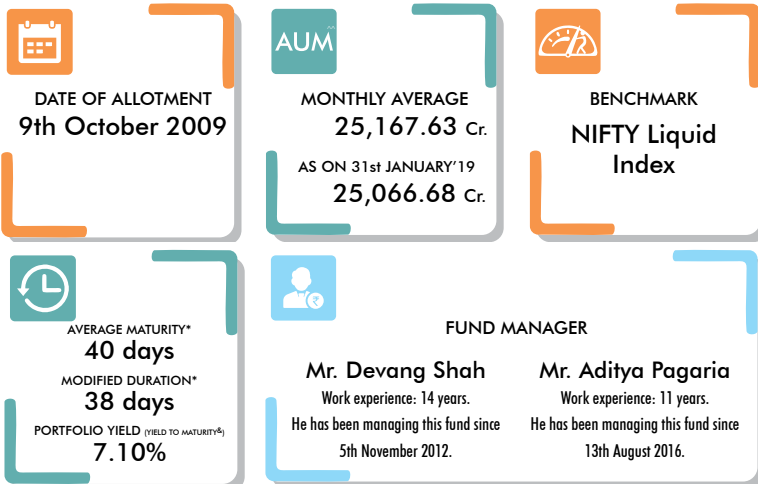 DATE OF ALLOTMENT
9th October 2009
AUM
MONTHLY AVERAGE
25,167.63 Cr.
AS ON 31st JANUARY'19
25,066.68 Cr.
BENCHMARK
NIFTY Liquid
Index
AVERAGE MATURITY*
40 days
MODIFIED DURATION*
38 days
PORTFOLIO YIELD (YIELD TO MATURITY&)
7.10%
₹
FUND MANAGER
Mr. Devang Shah
Work experience: 14 years.
He has been managing this fund since
5th November 2012.
Mr. Aditya Pagaria
Work experience: 11 years.
He has been managing this fund since
13th August 2016.